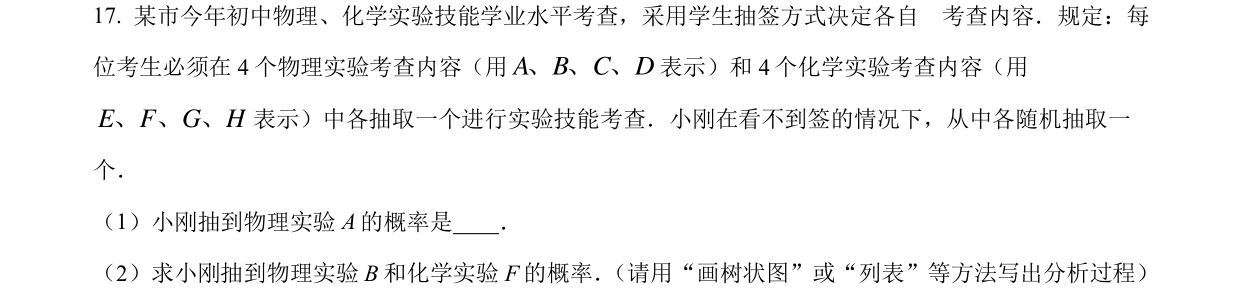 17. 某市今年初中物理、化学实验技能学业水平考查，采用学生抽签方式决定各自 考查内容．规定：每
位考生必须在 4 个物理实验考查内容（用 A、B、C、D 表示）和 4 个化学实验考查内容（用
E、F、G、H 表示）中各抽取一个进行实验技能考查．小刚在看不到签的情况下，从中各随机抽取一
个．
（1）小刚抽到物理实验 A 的概率是____．
（2）求小刚抽到物理实验 B 和化学实验 F 的概率．（请用“画树状图”或“列表”等方法写出分析过程）